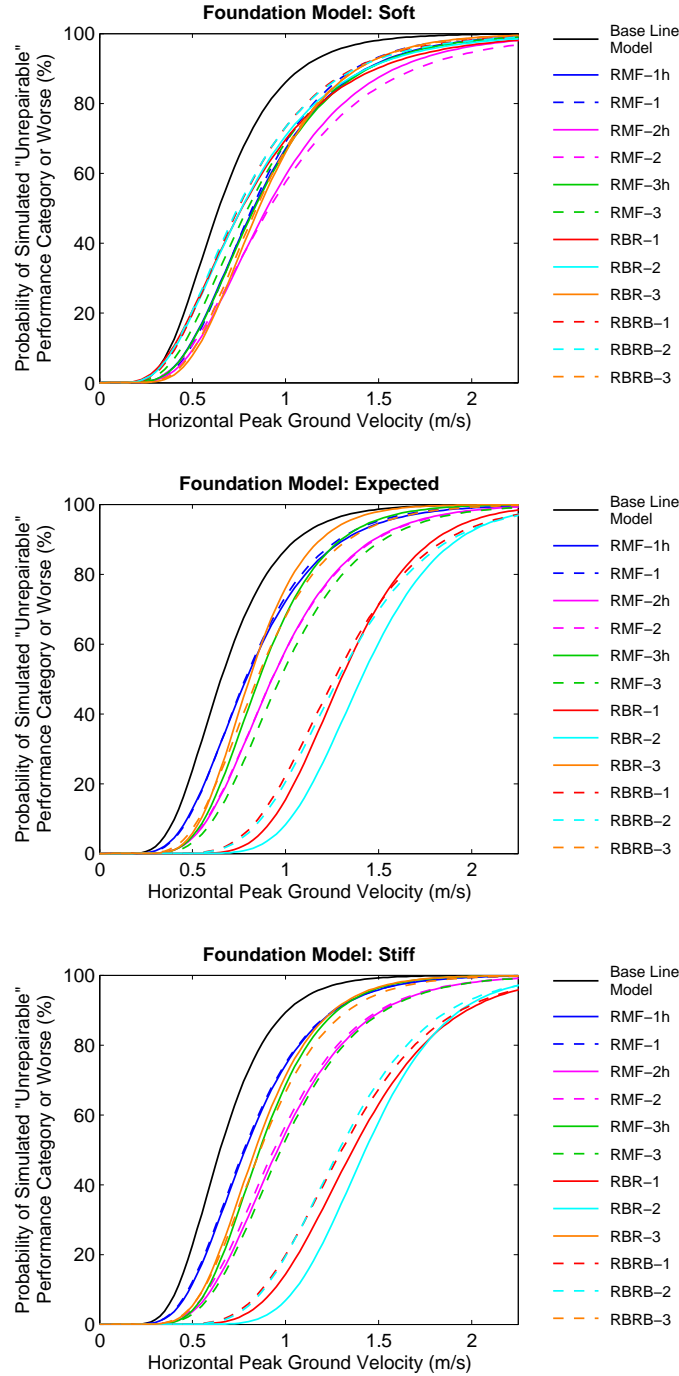 Foundation Model: Soft
Probability of Simulated "Unrepairable"
Performance Category or Worse (%)
100
80
60
40
20
0
0
0.5
1
1.5
2
Horizontal Peak Ground Velocity (m/s)
Base Line
Model
RMF-1h
RMF-1
RMF-2h
RMF-2
RMF-3h
RMF-3
RBR-1
RBR-2
RBR-3
RBRB-1
RBRB-2
RBRB-3
Foundation Model: Expected
Probability of Simulated "Unrepairable"
Performance Category or Worse (%)
100
80
60
40
20
0
0
0.5
1
1.5
2
Horizontal Peak Ground Velocity (m/s)
Base Line
Model
RMF-1h
RMF-1
RMF-2h
RMF-2
RMF-3h
RMF-3
RBR-1
RBR-2
RBR-3
RBRB-1
RBRB-2
RBRB-3
Foundation Model: Stiff
Probability of Simulated "Unrepairable"
Performance Category or Worse (%)
100
80
60
40
20
0
0
0.5
1
1.5
2
Horizontal Peak Ground Velocity (m/s)
Base Line
Model
RMF-1h
RMF-1
RMF-2h
RMF-2
RMF-3h
RMF-3
RBR-1
RBR-2
RBR-3
RBRB-1
RBRB-2
RBRB-3